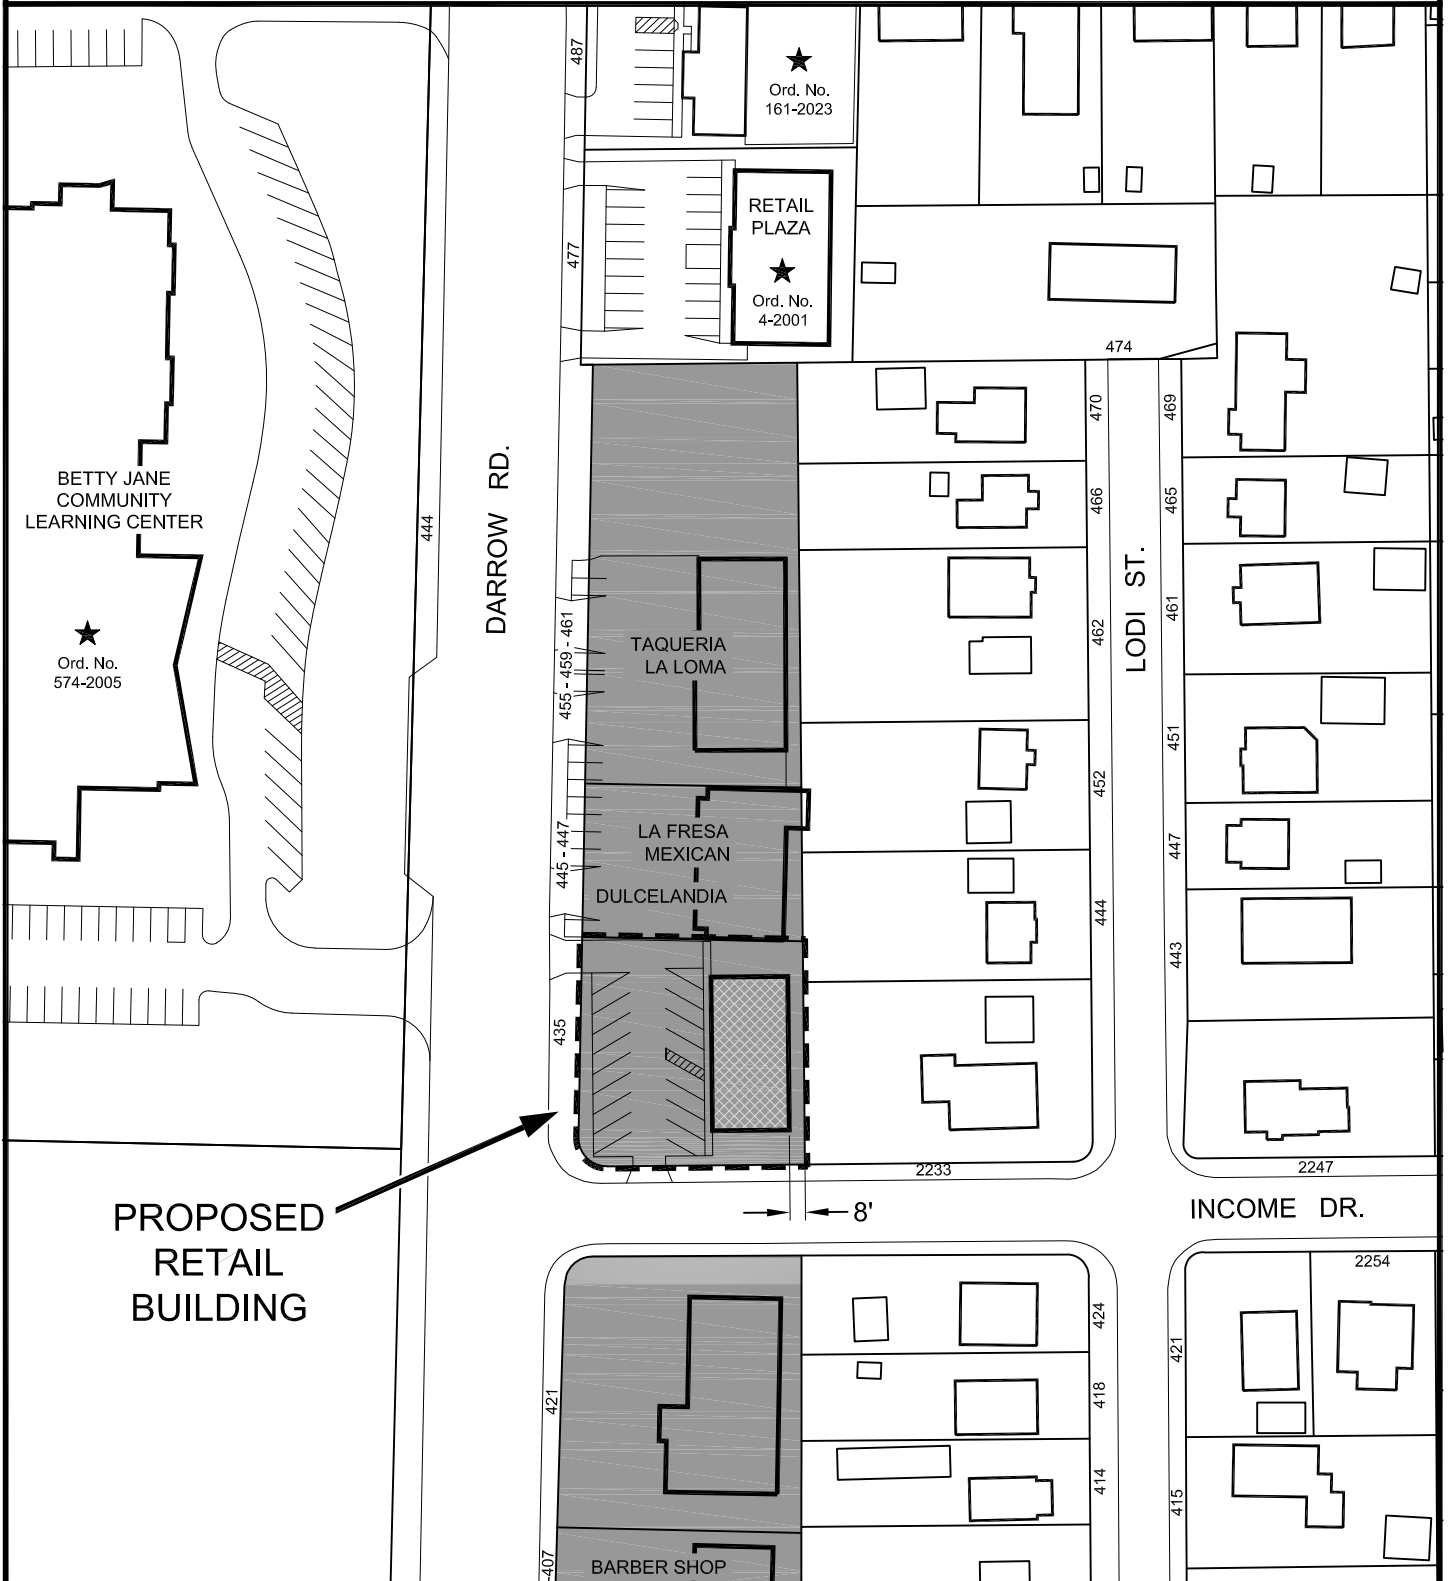 487
Ord. No.
161-2023
477
RETAIL
PLAZA
Ord. No.
4-2001
474
BETTY JANE
COMMUNITY
LEARNING CENTER
Ord. No.
574-2005
444
DARROW RD.
470
469
466
465
LODI ST.
462
461
455 - 459 - 461
TAQUERIA
LA LOMA
452
451
445 - 447
LA FRESA
MEXICAN
DULCELANDIA
447
444
443
435
2233
2247
8'
INCOME DR.
PROPOSED
RETAIL
BUILDING
2254
424
421
421
418
414
415
407
BARBER SHOP